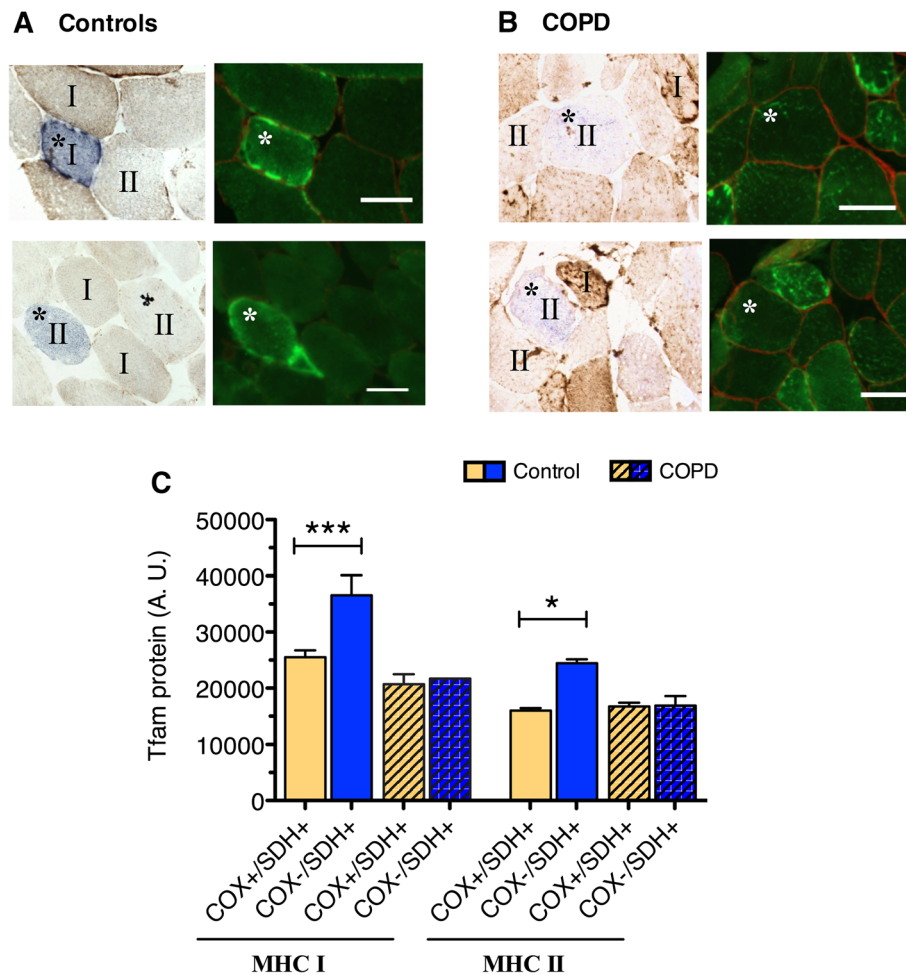 A Controls
B COPD
I
*
I
II
*
I
II
*
II
*
*
I
*
II
*
II
I
*
*
I
II
II
*
C
Control
COPD
Tfam protein (A. U.)
50000
40000
30000
20000
10000
0
***
*
COX+/SDH+
COX-/SDH+
COX+/SDH+
COX-/SDH+
COX+/SDH+
COX-/SDH+
COX+/SDH+
COX-/SDH+
MHC I
MHC II